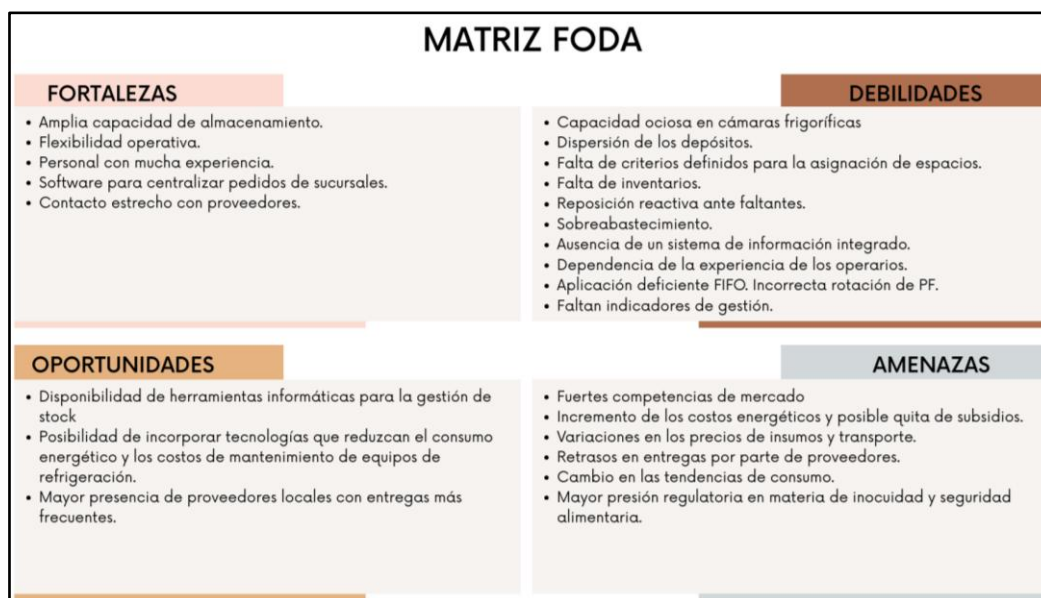 MATRIZ FODA
FORTALEZAS
• Amplia capacidad de almacenamiento.
• Flexibilidad operativa.
• Personal con mucha experiencia.
• Software para centralizar pedidos de sucursales.
• Contacto estrecho con proveedores.
DEBILIDADES
• Capacidad ociosa en cámaras frigoríficas
• Dispersión de los depósitos.
• Falta de criterios definidos para la asignación de espacios.
• Falta de inventarios.
• Reposición reactiva ante faltantes.
• Sobreabastecimiento.
• Ausencia de un sistema de información integrado.
• Dependencia de la experiencia de los operarios.
• Aplicación deficiente FIFO. Incorrecta rotación de PF.
• Faltan indicadores de gestión.
OPORTUNIDADES
• Disponibilidad de herramientas informáticas para la gestión de
stock
• Posibilidad de incorporar tecnologías que reduzcan el consumo
energético y los costos de mantenimiento de equipos de
refrigeración.
• Mayor presencia de proveedores locales con entregas más
frecuentes.
AMENAZAS
• Fuertes competencias de mercado
• Incremento de los costos energéticos y posible quita de subsidios.
• Variaciones en los precios de insumos y transporte.
• Retrasos en entregas por parte de proveedores.
• Cambio en las tendencias de consumo.
• Mayor presión regulatoria en materia de inocuidad y seguridad
alimentaria.